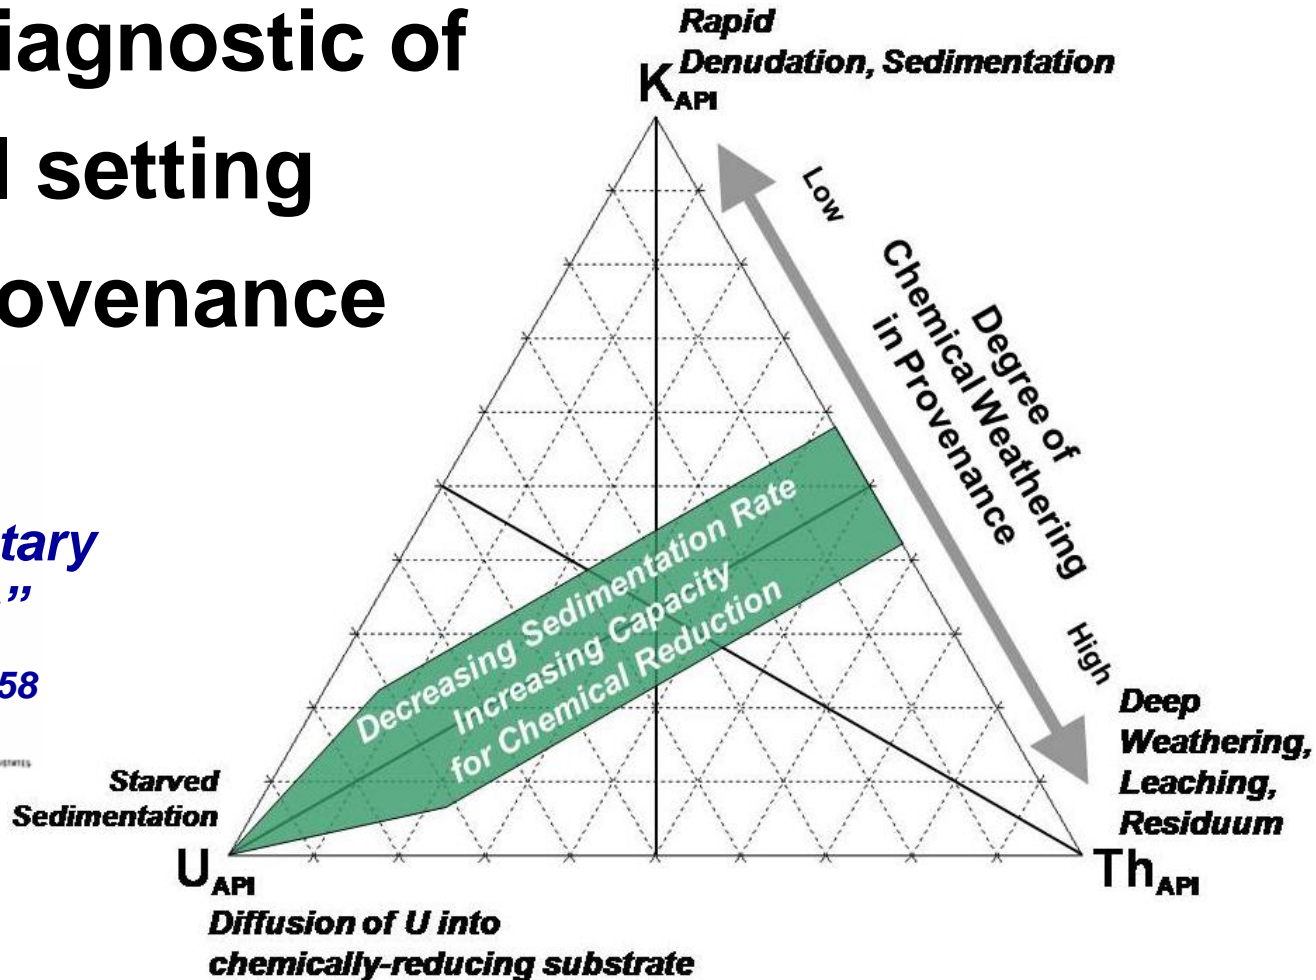 iagnostic of
setting
ovenance
tary
”
58
Rapid
Denudation, Sedimentation
K API
Low
Degree of
Chemical Weathering
in Provenance
High
Decreasing Sedimentation Rate
Increasing Capacity
for Chemical Reduction
Deep
Weathering,
Leaching,
Residuum
Starved
Sedimentation
U API
Th API
Diffusion of U into
chemically-reducing substrate